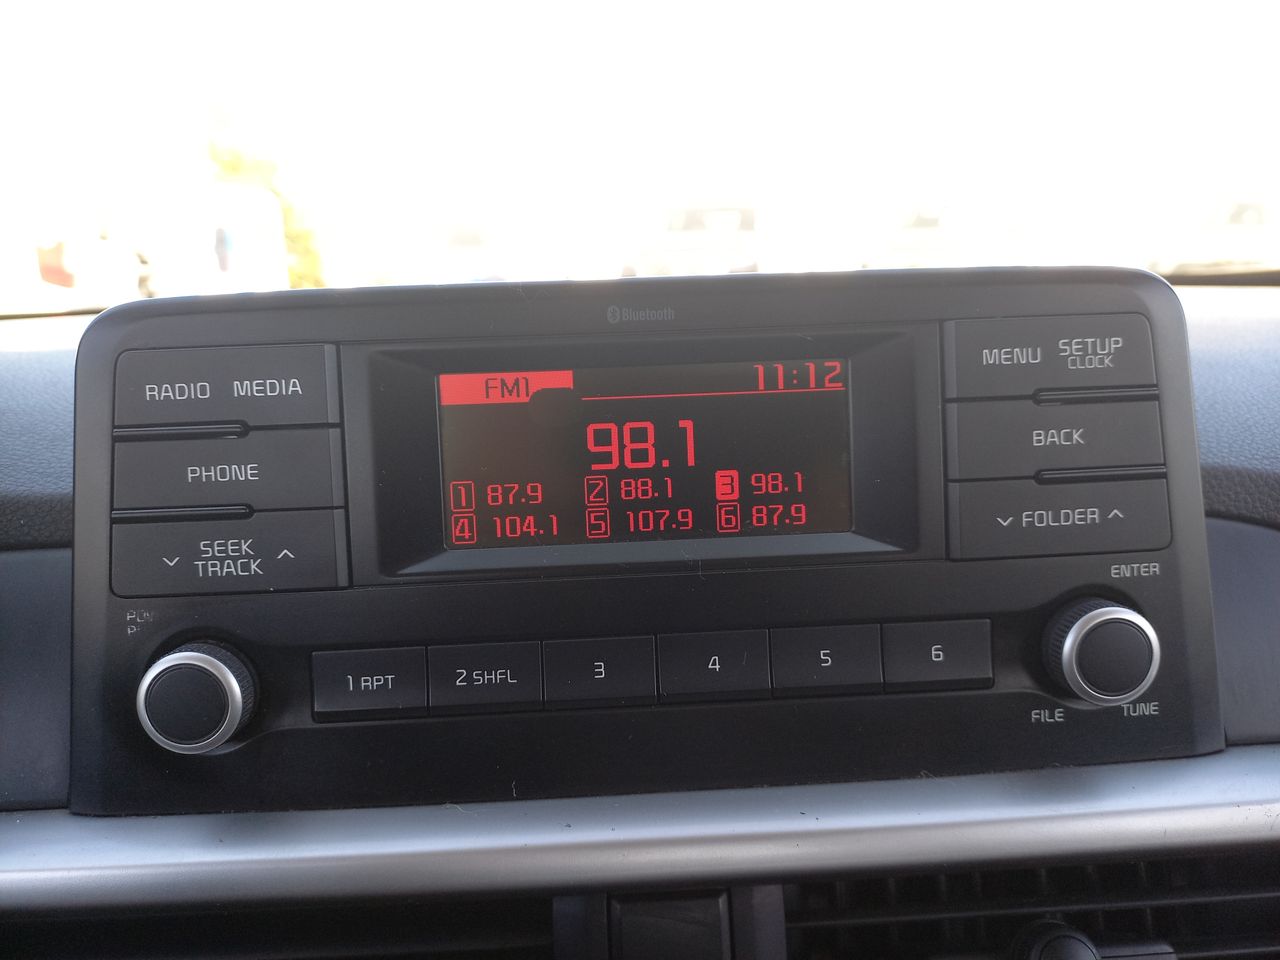 Bluetooth
RADIO MEDIA
PHONE
SEEK
TRACK
FM1 11:12
98.1
1 87.9 2 88.1 3 98.1
4 104.1 5 107.9 6 87.9
MENU SETUP
CLOCK
BACK
FOLDER
ENTER
1 RPT 2 SHFL 3 4 5 6
FILE TUNE